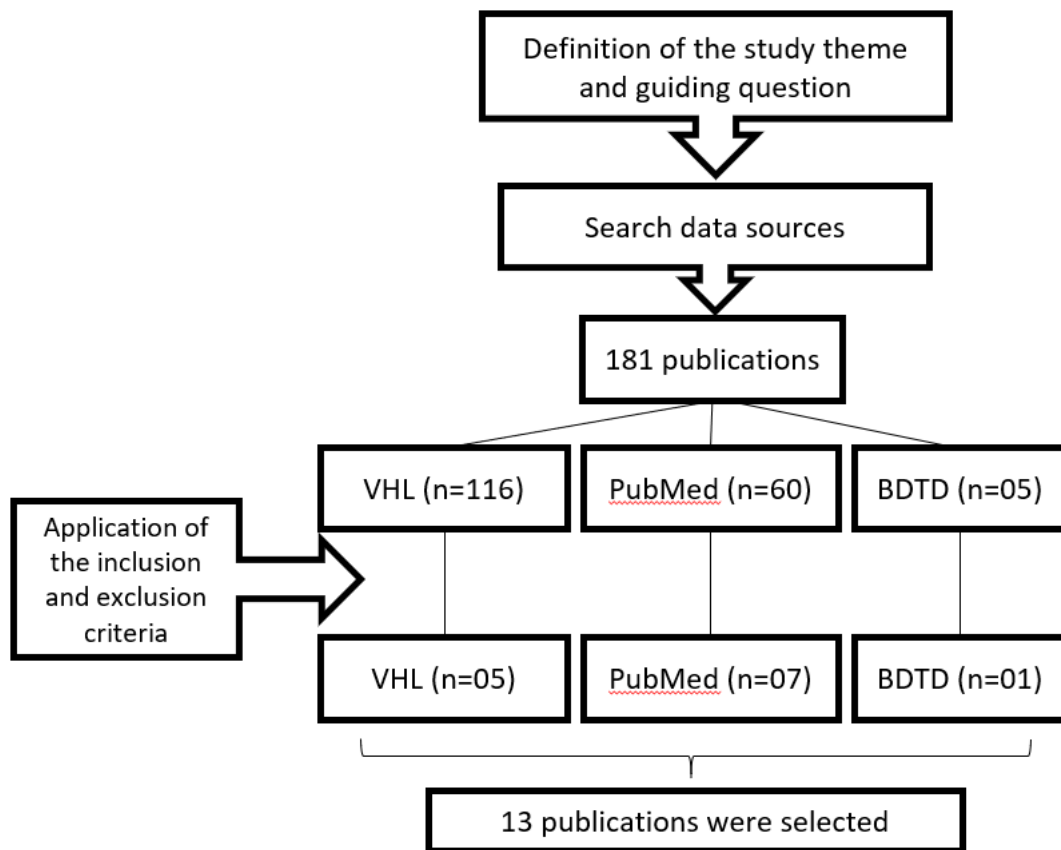 Definition of the study theme
and guiding question
Search data sources
181 publications
VHL (n=116)
PubMed (n=60)
BDTD (n=05)
Application of
the inclusion
and exclusion
criteria
VHL (n=05)
PubMed (n=07)
BDTD (n=01)
13 publications were selected